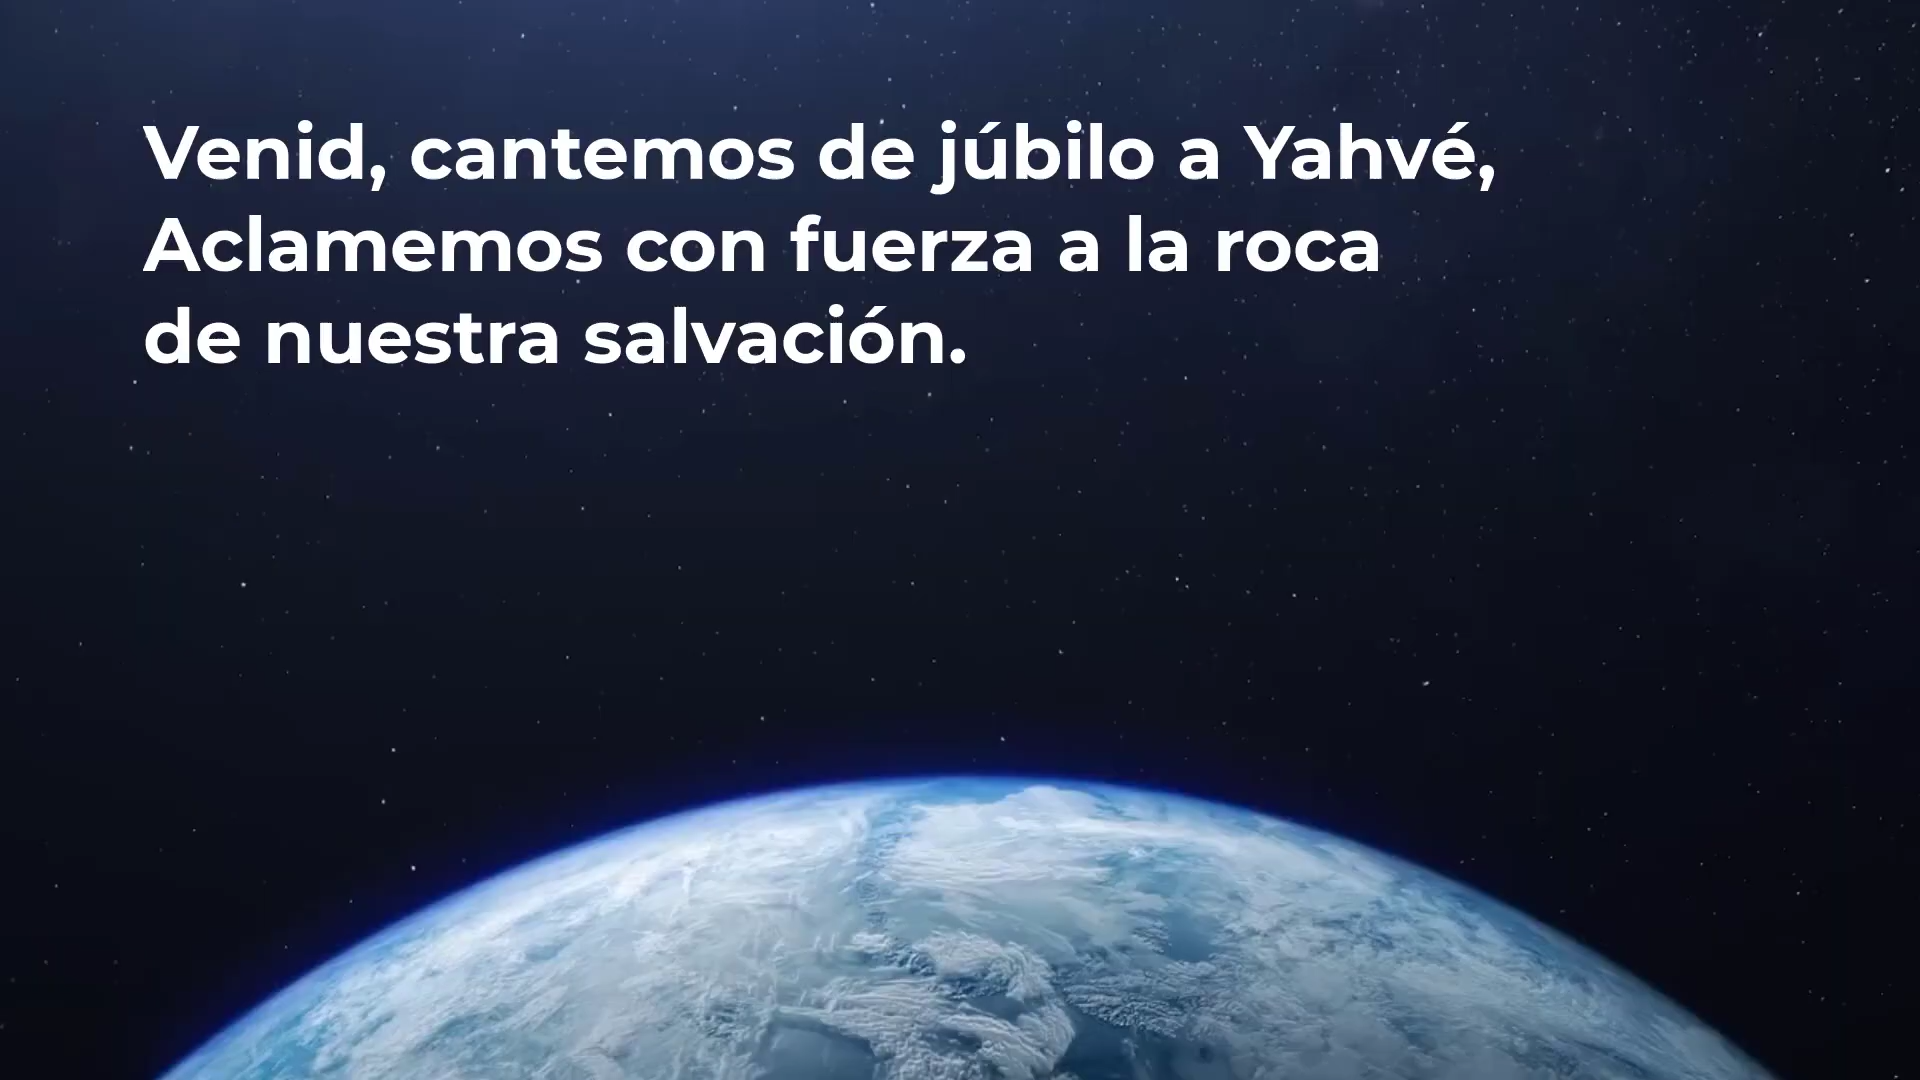 Venid, cantemos de júbilo a Yahvé,
Aclamemos con fuerza a la roca
de nuestra salvación.